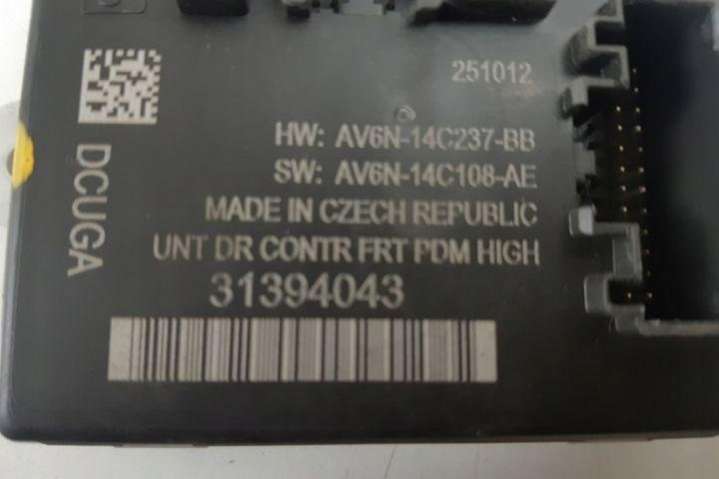 251012
HW: AV6N-14C237-BB
SW: AV6N-14C108-AE
MADE IN CZECH REPUBLIC
UNT DR CONTR FRT PDM HIGH
31394043
DCUGA